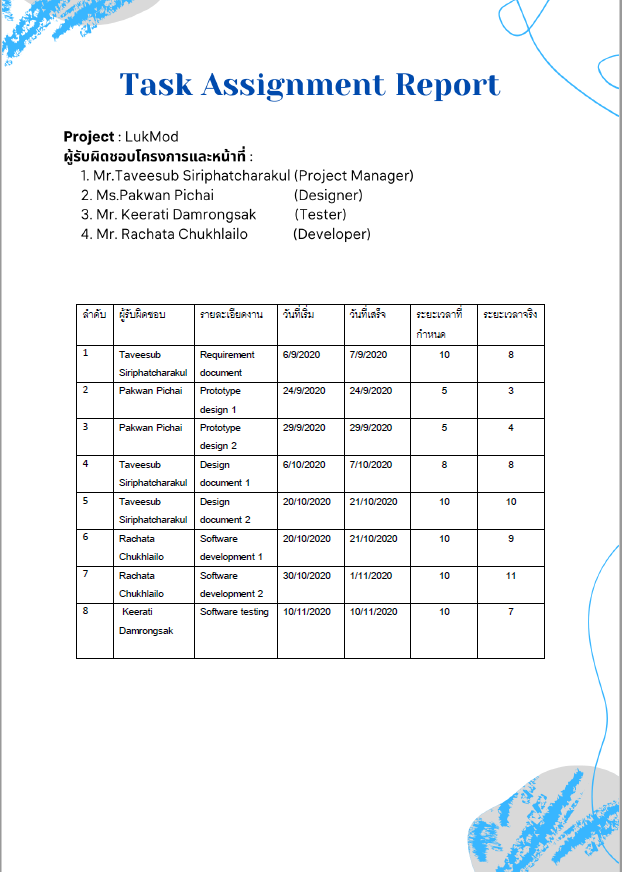 Task Assignment Report
Project : LukMod
ผู้รับผิดชอบโครงการและหน้าที่ :
1. Mr.Taveesub Siriphatcharakul (Project Manager)
2. Ms.Pakwan Pichai (Designer)
3. Mr. Keerati Damrongsak (Tester)
4. Mr. Rachata Chukhlailo (Developer)
ลำดับ ผู้รับผิดชอบ รายละเอียดงาน วันที่เริ่ม วันที่เสร็จ ระยะเวลาที่ ระยะเวลาจริง
กำหนด
1 Taveesub Requirement 6/9/2020 7/9/2020 10 8
Siriphatcharakul document
2 Pakwan Pichai Prototype 24/9/2020 24/9/2020 5 3
design 1
3 Pakwan Pichai Prototype 29/9/2020 29/9/2020 5 4
design 2
4 Taveesub Design 6/10/2020 7/10/2020 8 8
Siriphatcharakul document 1
5 Taveesub Design 20/10/2020 21/10/2020 10 10
Siriphatcharakul document 2
6 Rachata Software 20/10/2020 21/10/2020 10 9
Chukhlailo development 1
7 Rachata Software 30/10/2020 1/11/2020 10 11
Chukhlailo development 2
8 Keerati Software testing 10/11/2020 10/11/2020 10 7
Damrongsak